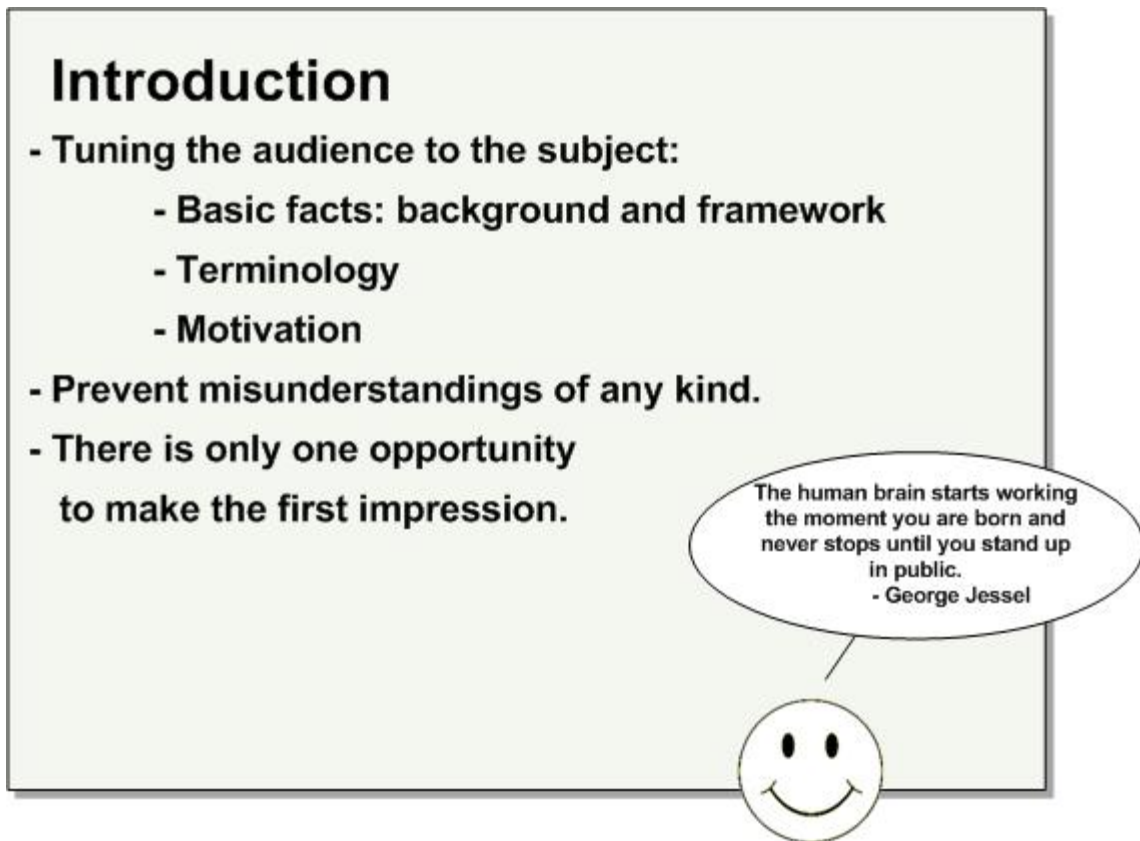 Introduction
- Tuning the audience to the subject:
- Basic facts: background and framework
- Terminology
- Motivation
- Prevent misunderstandings of any kind.
- There is only one opportunity
to make the first impression.
The human brain starts working
the moment you are born and
never stops until you stand up
in public.
- George Jessel